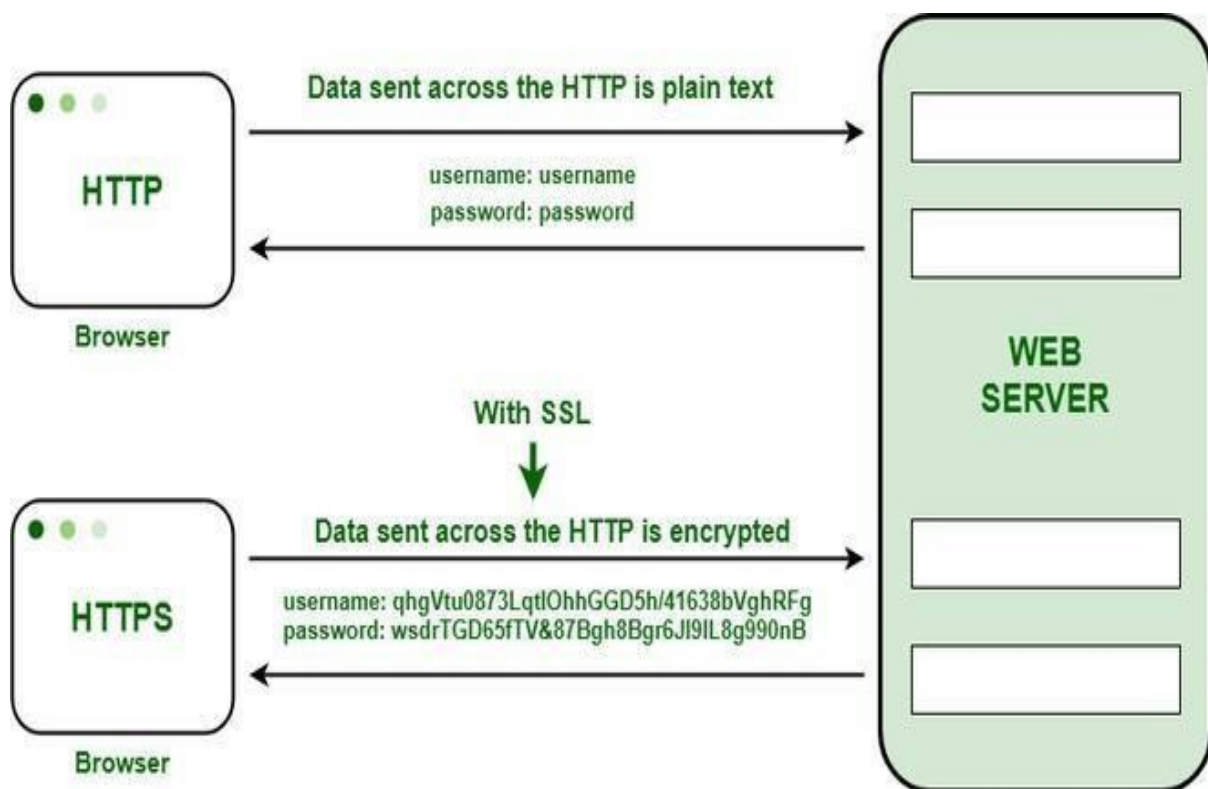 Data sent across the HTTP is plain text
HTTP
username: username
password: password
Browser
WEB
SERVER
With SSL
Data sent across the HTTP is encrypted
HTTPS
username: qhgVtu0873LqtlOhhGGD5h/41638bVghRFg
password: wsdrTGD65fTV&87Bgh8Bgr6Jl9lL8g990nB
Browser